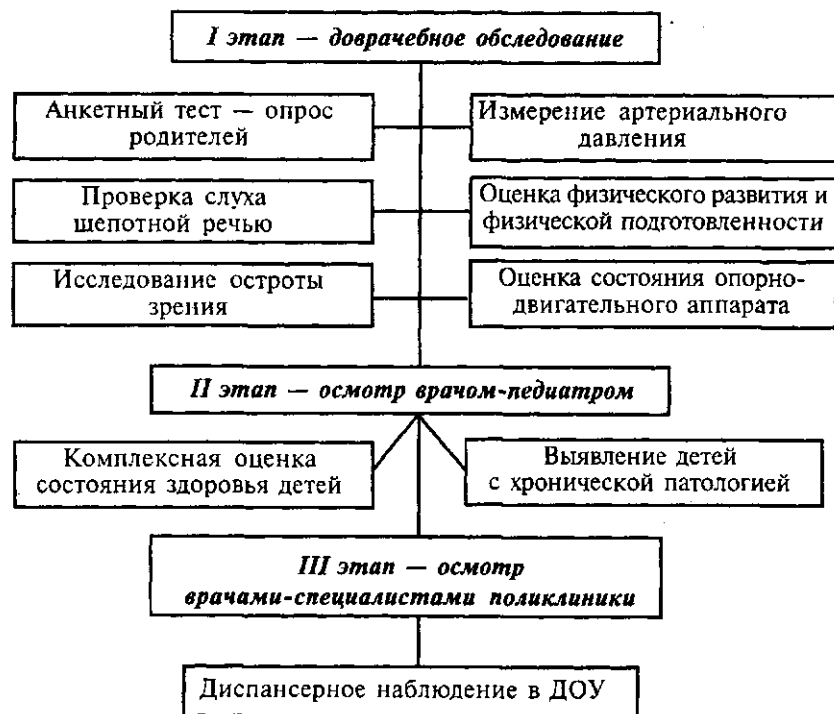 I этап — доврачебное обследование
Анкетный тест — опрос
родителей
Измерение артериального
давления
Проверка слуха
шепотной речью
Оценка физического развития и
физической подготовленности
Исследование остроты
зрения
Оценка состояния опорно-
двигательного аппарата
II этап — осмотр врачом-педиатром
Комплексная оценка
состояния здоровья детей
Выявление детей
с хронической патологией
III этап — осмотр
врачами-специалистами поликлиники
Диспансерное наблюдение в ДОУ